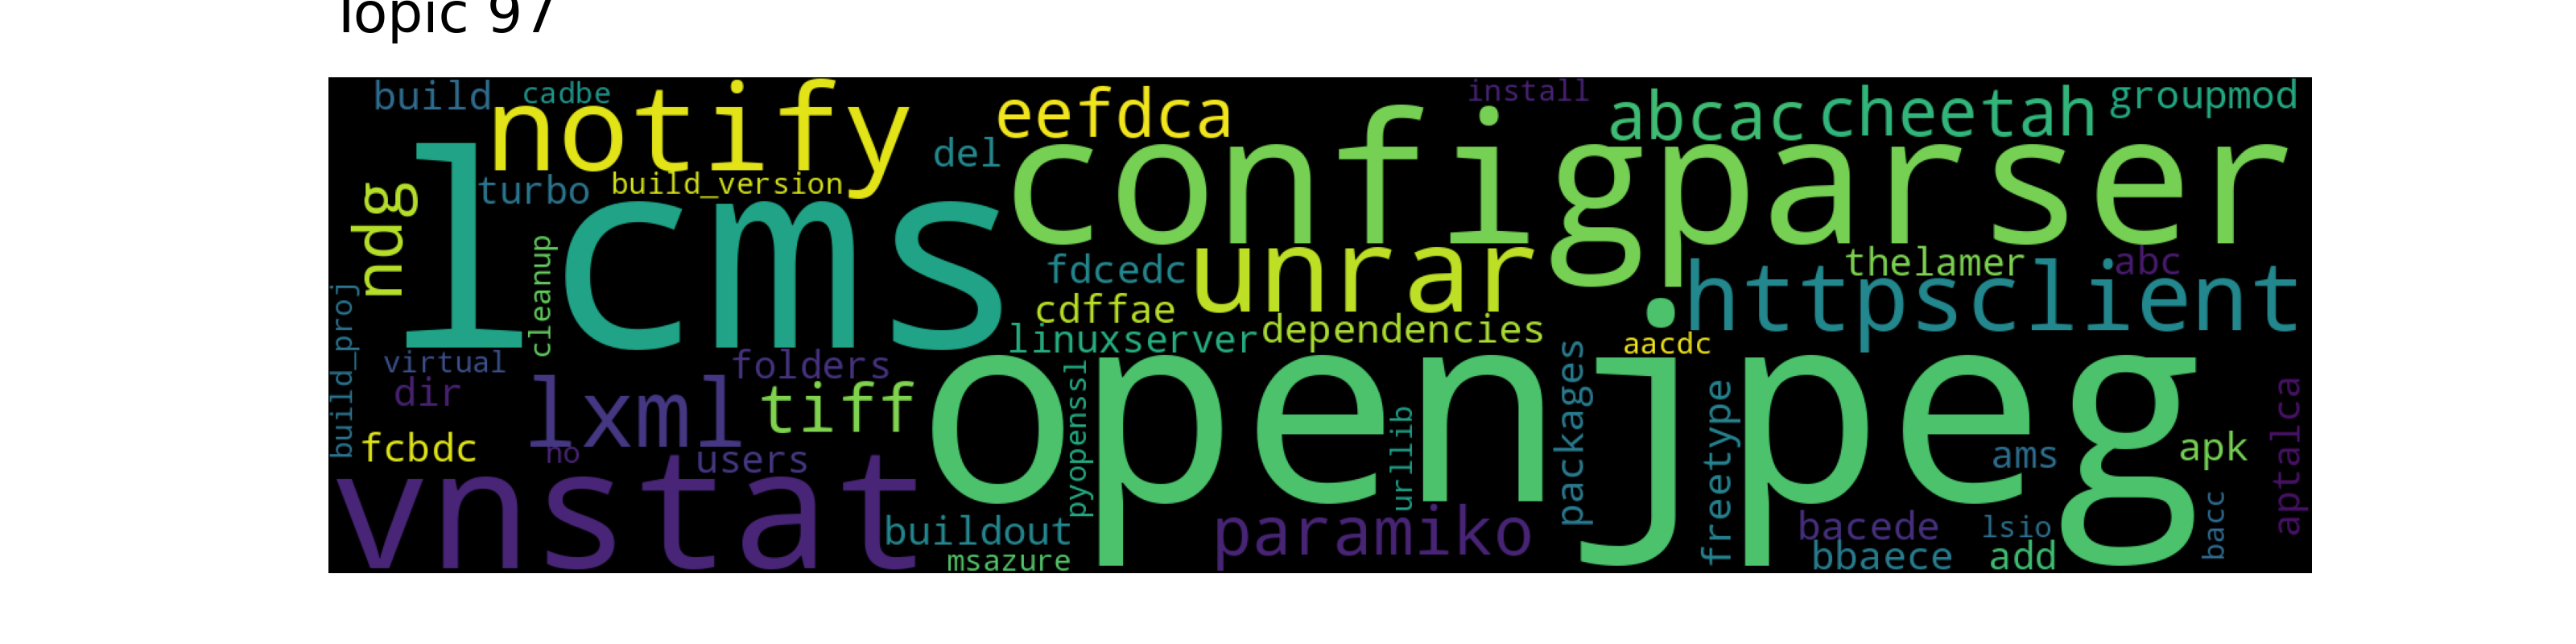 Topic 97
build cadbe notify eefdca install abcac cheetah groupmod
del configparser
ndg lcms turbo build_version
cleanup fdcedc unrar thelamer abc
httpsclient
cdffae
linuxserver dependencies
build_proj virtual folders aacdc
dir lxml tiff openjpeg pyopenssl urllib packages freetype aptalca
fcbdc no users ams apk
vnstat buildout paramiko bacede lsio bacc
msazure bbaece add